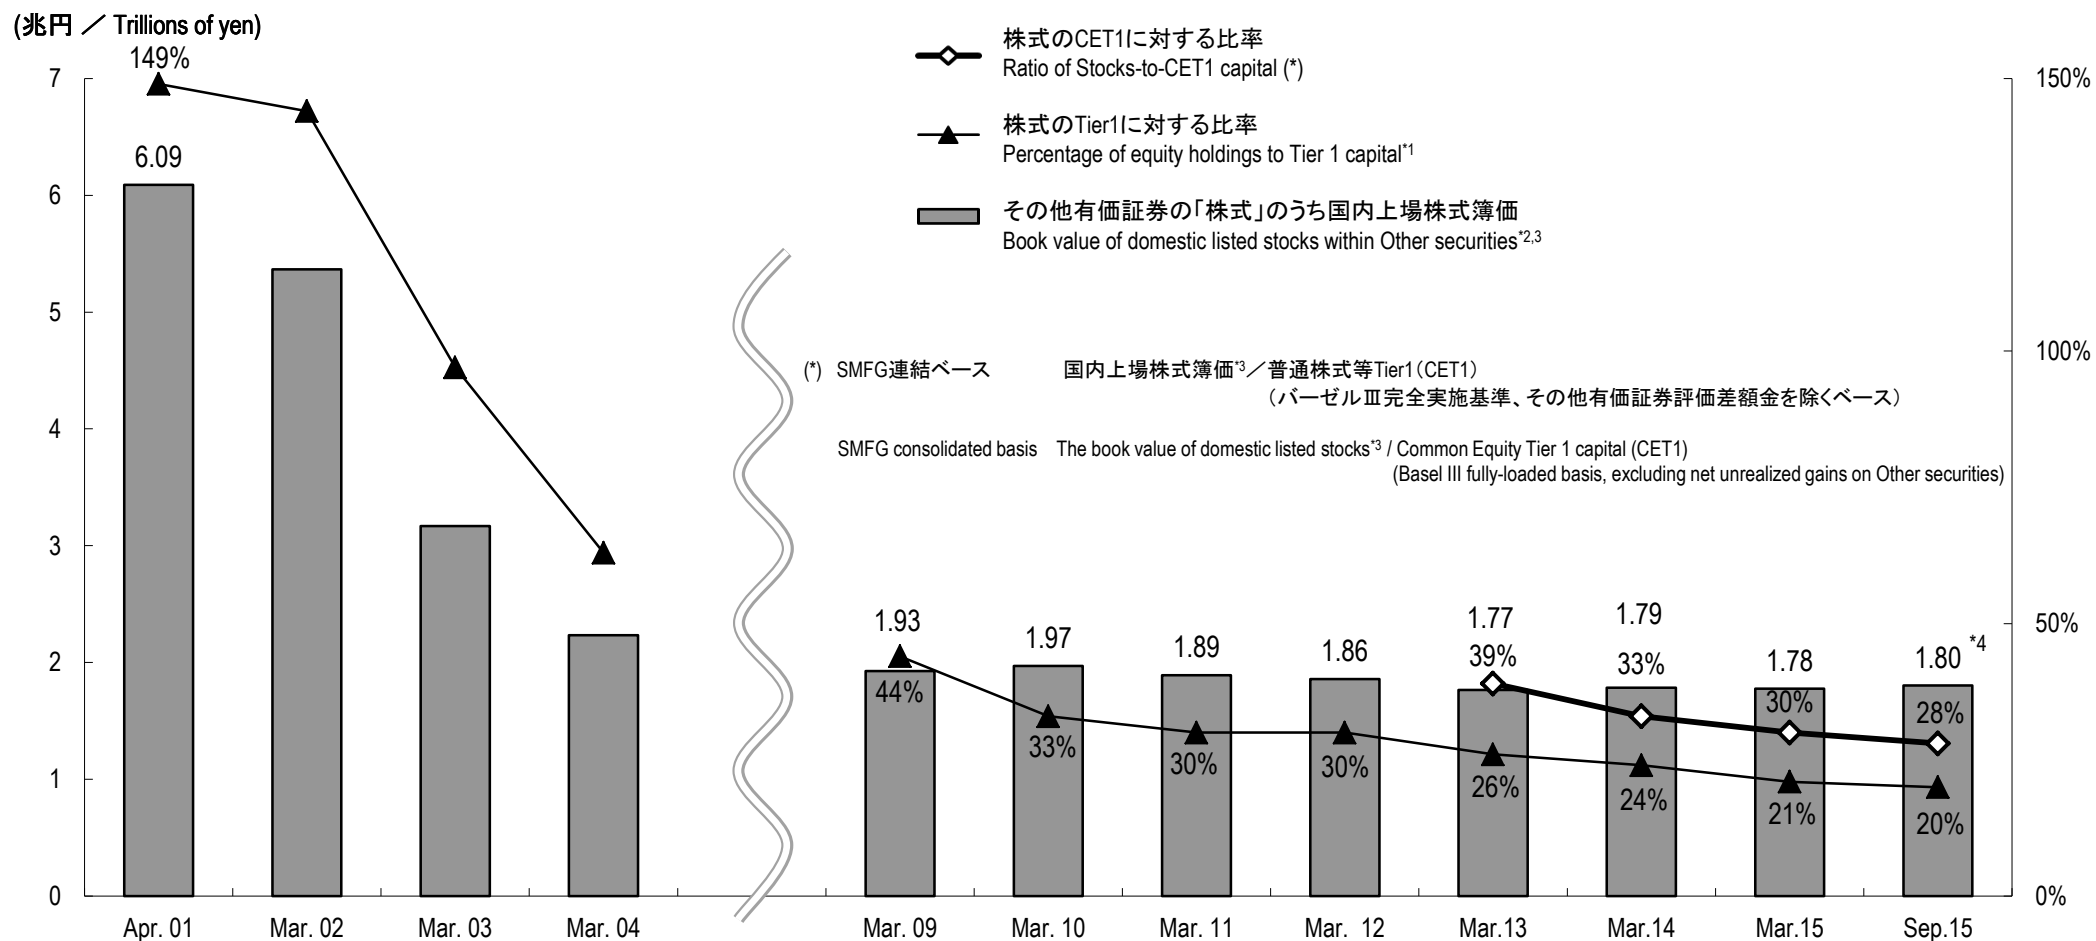 (兆円 ／ Trillions of yen)
株式のCET1に対する比率
Ratio of Stocks-to-CET1 capital (*)
株式のTier1に対する比率
Percentage of equity holdings to Tier 1 capital*1
その他有価証券の「株式」のうち国内上場株式簿価
Book value of domestic listed stocks within Other securities*2,3
(*) SMFG連結ベース 国内上場株式簿価*3／普通株式等Tier1（CET1）
（バーゼルⅢ完全実施基準、その他有価証券評価差額金を除くベース）
SMFG consolidated basis The book value of domestic listed stocks*3 / Common Equity Tier 1 capital (CET1)
(Basel III fully-loaded basis, excluding net unrealized gains on Other securities)
7
6
5
4
3
2
1
0
149%
6.09
1.93
44%
1.97
33%
1.89
30%
1.86
30%
1.77
39%
26%
1.79
33%
24%
1.78
30%
21%
1.80 *4
28%
20%
150%
100%
50%
0%
Apr. 01 Mar. 02 Mar. 03 Mar. 04 Mar. 09 Mar. 10 Mar. 11 Mar. 12 Mar.13 Mar.14 Mar.15 Sep.15